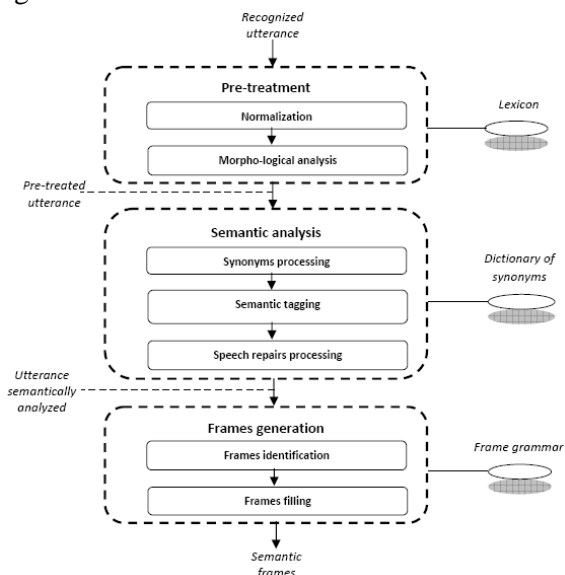 Recognized
utterance
Pre-treatment
Normalization
Morpho-logical analysis
Lexicon
Pre-treated
utterance
Semantic analysis
Synonyms processing
Semantic tagging
Speech repairs processing
Dictionary of
synonyms
Utterance
semantically
analyzed
Frames generation
Frames identification
Frames filling
Frame grammar
Semantic
frames